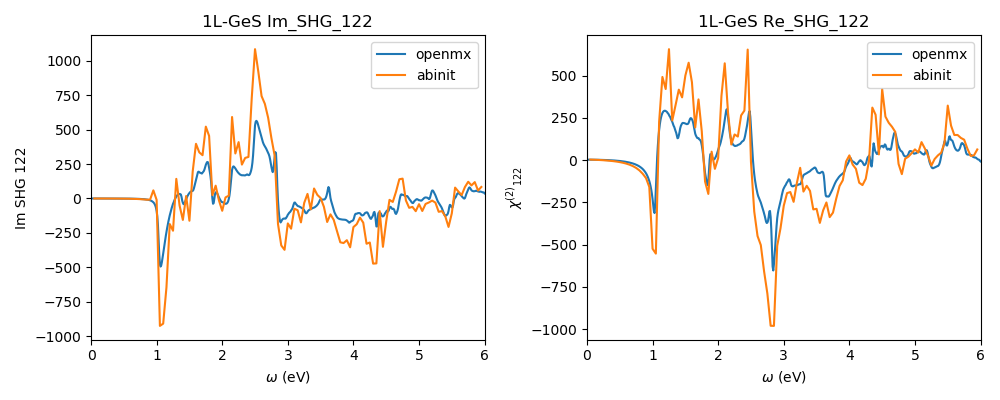 1L-GeS Im_SHG_122
Im SHG 122
1000
750
500
250
0
−250
−500
−750
−1000
openmx
abinit
0 1 2 3 4 5 6
ω (eV)
1L-GeS Re_SHG_122
χ⁽²⁾₁₂₂
500
250
0
−250
−500
−750
−1000
openmx
abinit
0 1 2 3 4 5 6
ω (eV)